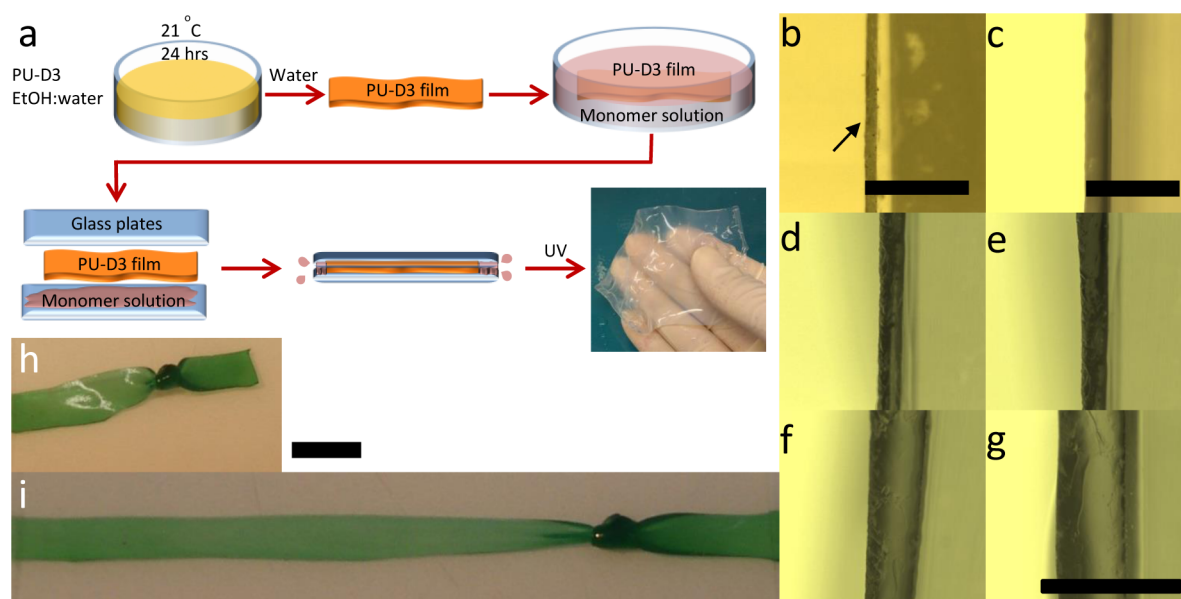 a
21 °C
24 hrs
PU-D3
EtOH:water
Water
PU-D3 film
PU-D3 film
Monomer solution
Glass plates
PU-D3 film
Monomer solution
UV
b
c
d
e
f
g
h
i